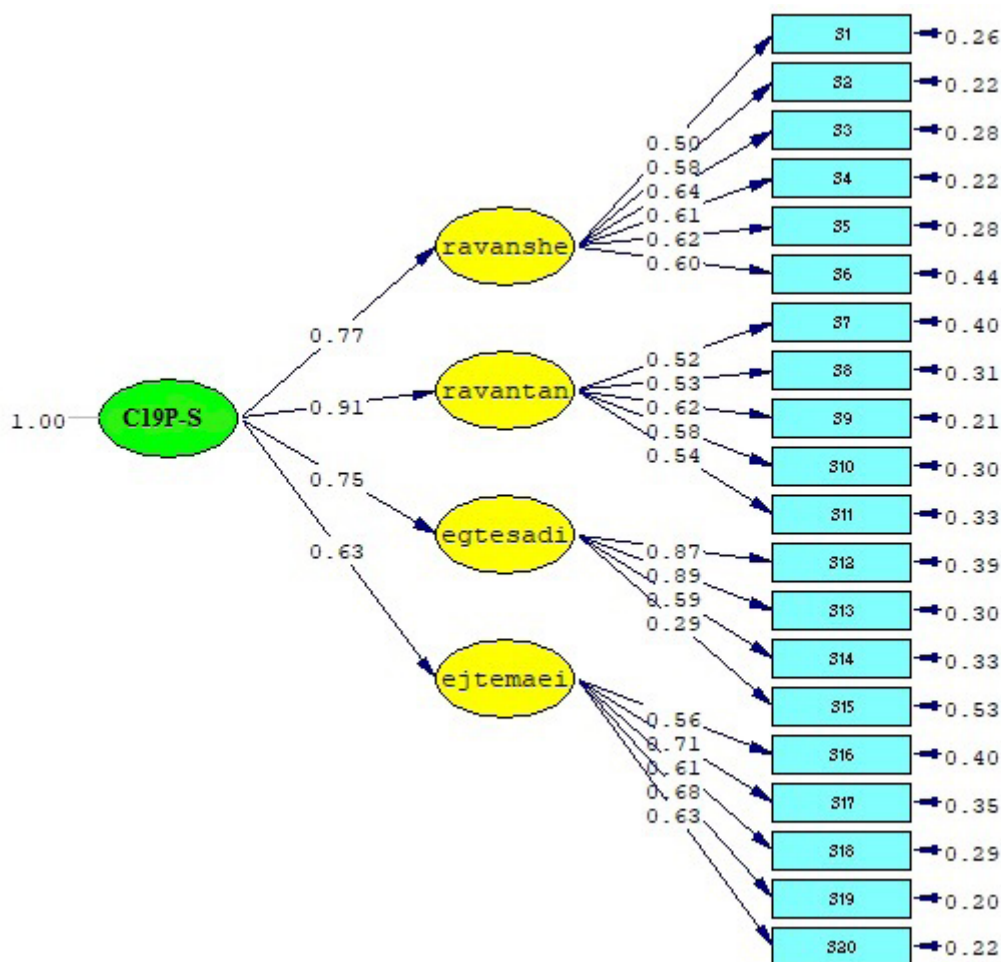 S1 0.26
S2 0.22
S3 0.28
S4 0.22
S5 0.28
S6 0.44
S7 0.40
S8 0.31
S9 0.21
S10 0.30
S11 0.33
S12 0.39
S13 0.30
S14 0.33
S15 0.53
S16 0.40
S17 0.35
S18 0.29
S19 0.20
S20 0.22
0.50
0.58
0.64
0.61
0.62
0.60
ravanshe
0.77
0.52
0.53
0.62
0.58
0.54
ravantan
0.91
1.00 C19P-S
0.75
egtesadi
0.87
0.89
0.59
0.29
0.63
ejtemaei
0.56
0.71
0.61
0.68
0.63